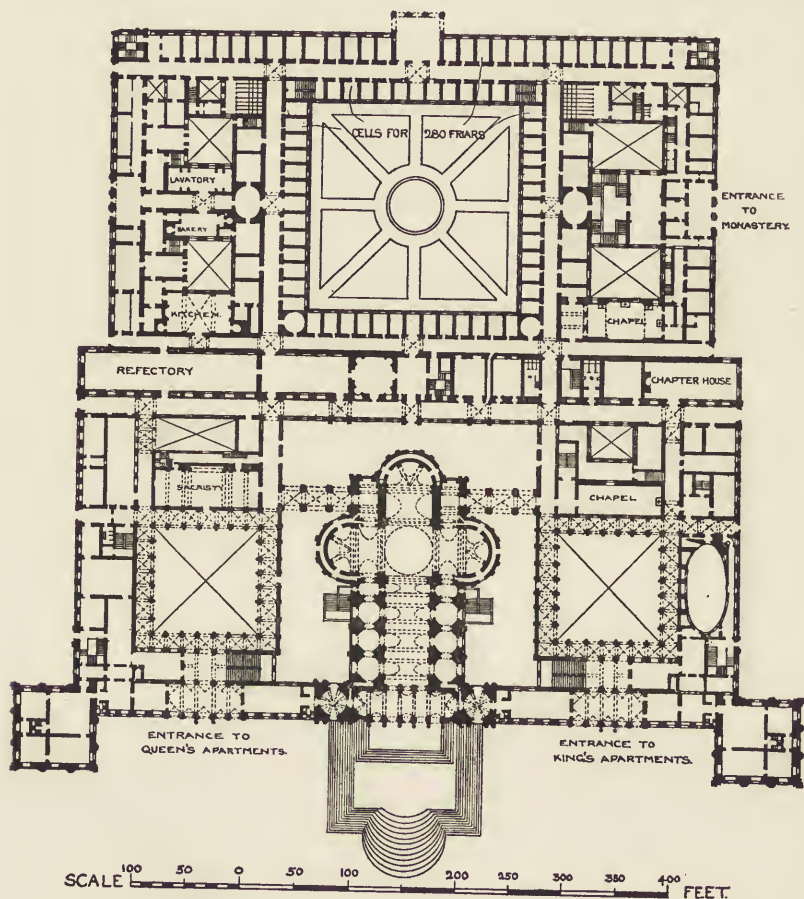 CELLS FOR 280 FRIARS
LAVATORY
ENTRANCE
TO
MONASTERY.
BAKERY
KITCHEN.
CHAPEL
REFECTORY
CHAPTER HOUSE
SACRISTY
CHAPEL
ENTRANCE TO
QUEEN'S APARTMENTS.
ENTRANCE TO
KING'S APARTMENTS.
SCALE 100 50 0 50 100 200 150 250 300 350 400 FEET.